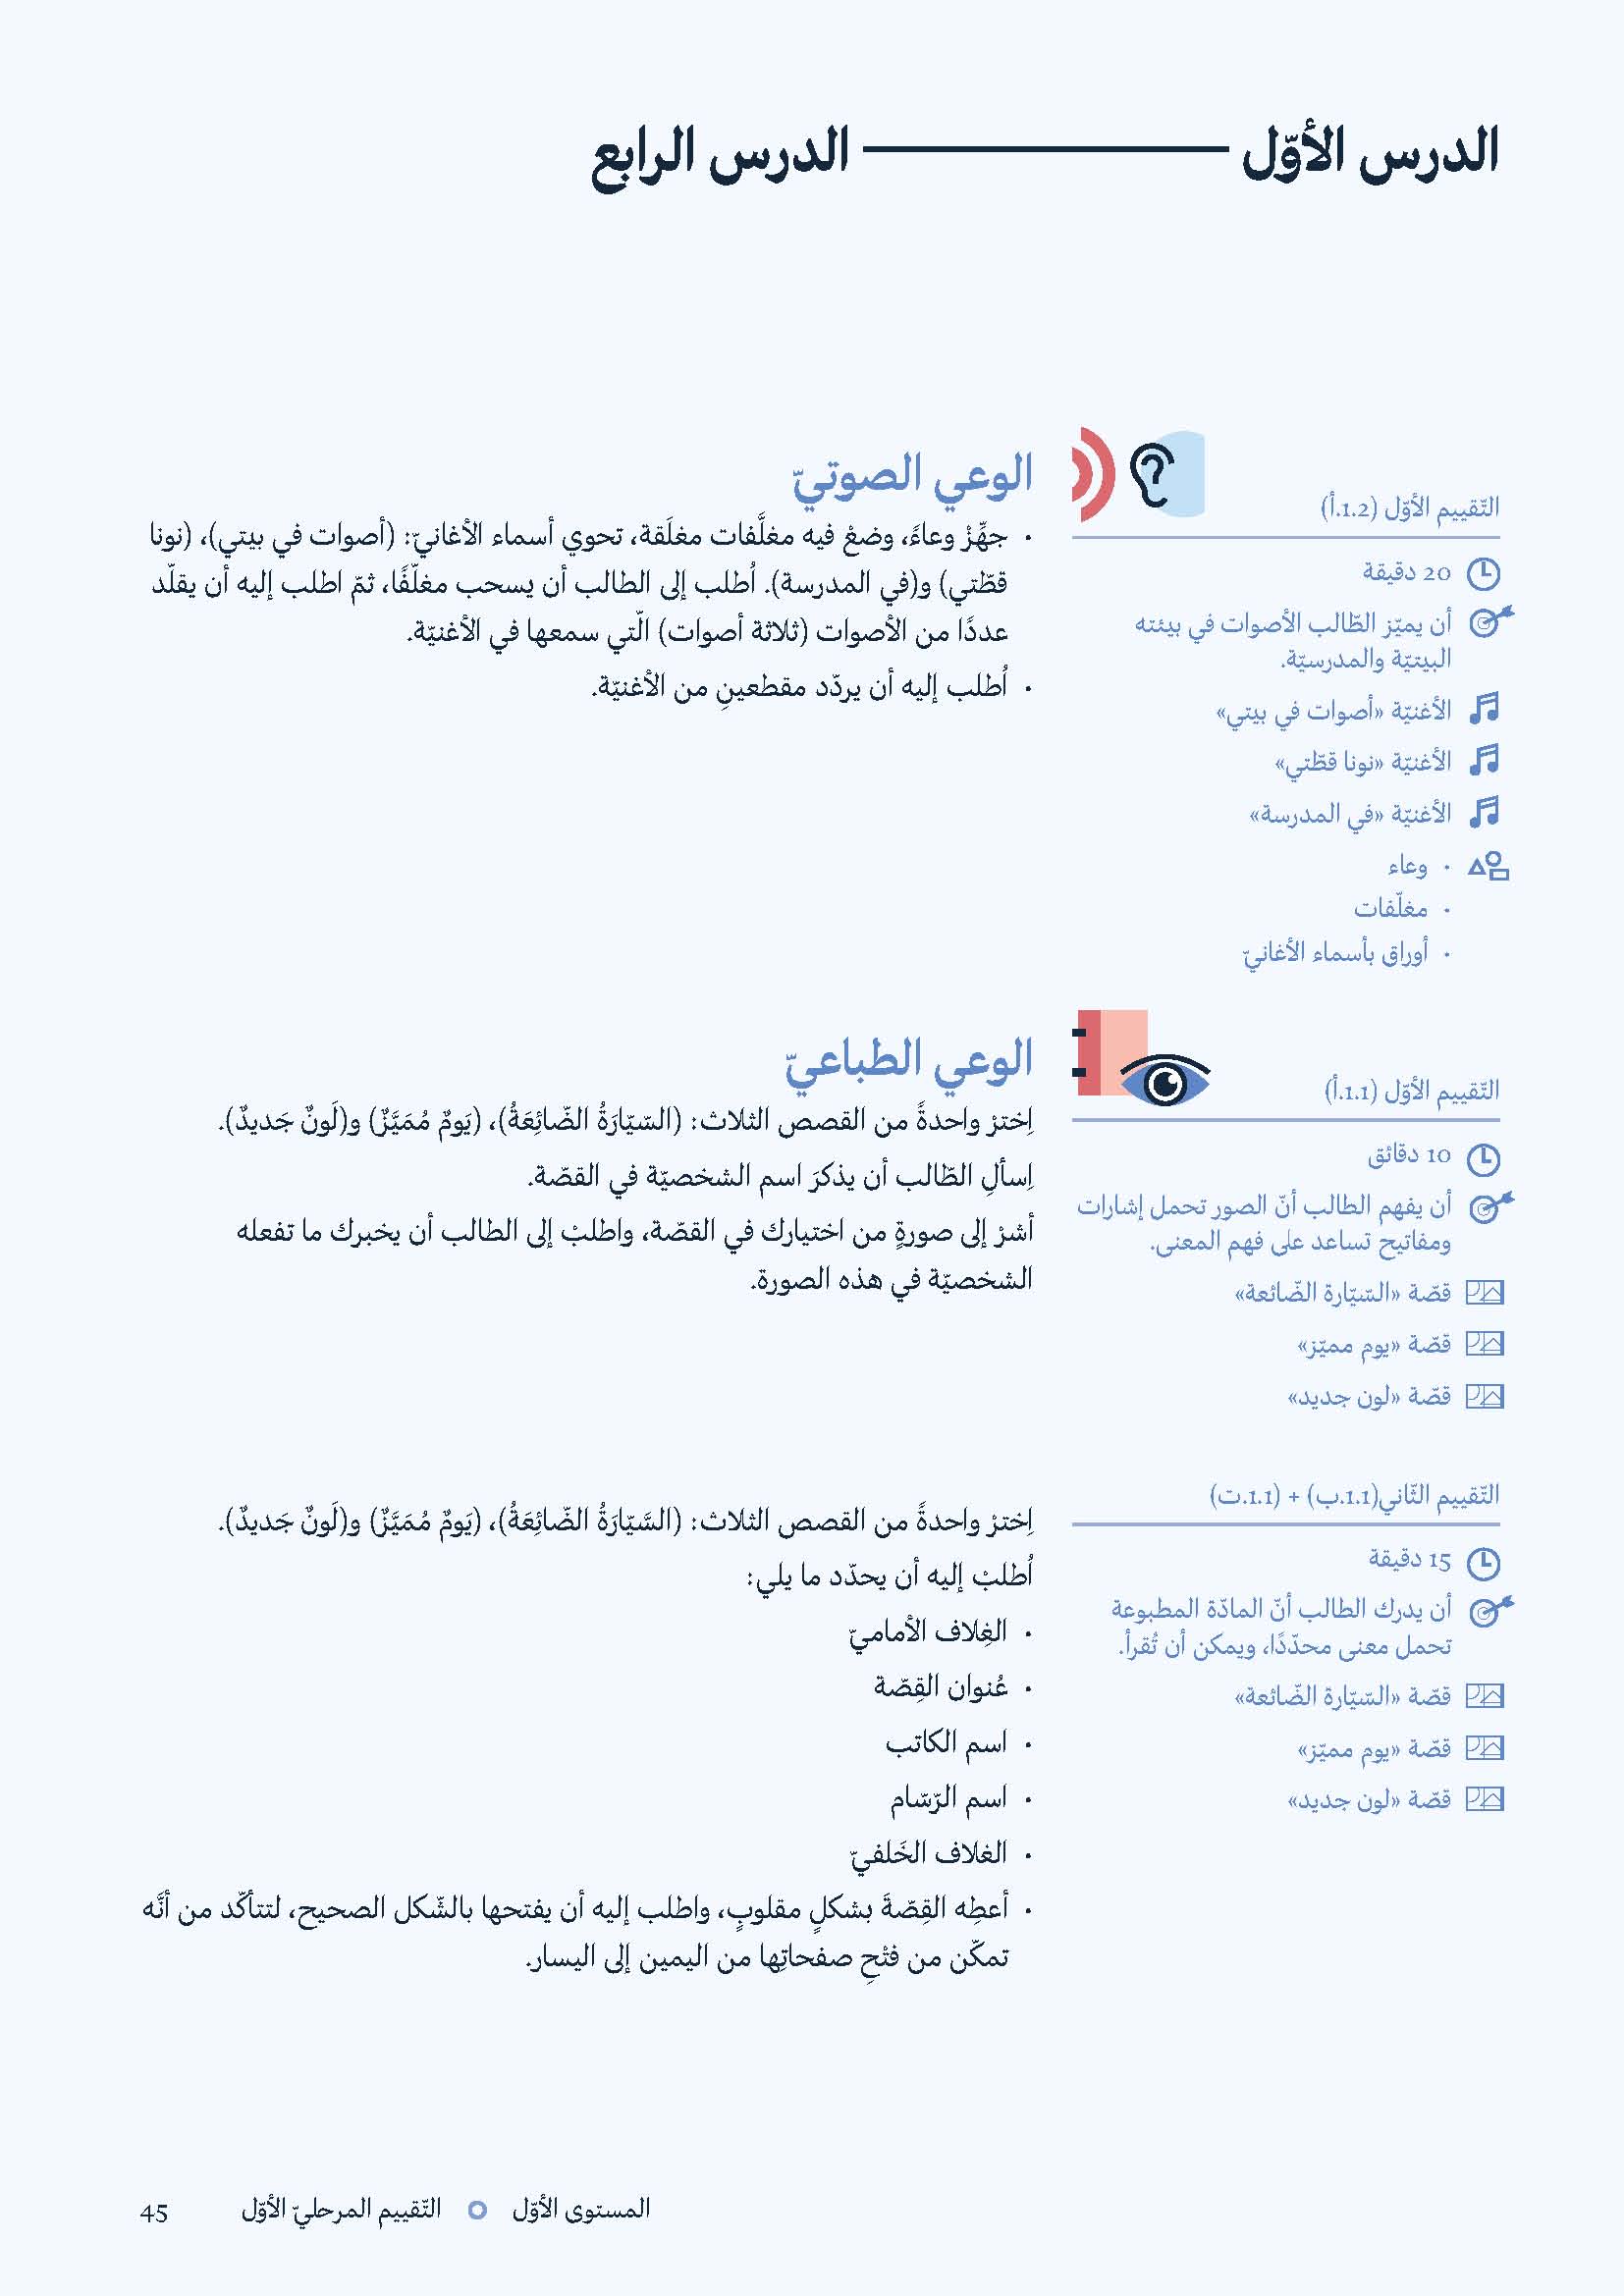 الدرس الأوّل الدرس الرابع
التّقييم الأوّل (1.2.أ)
20 دقيقة
أن يميّز الطّالب الأصوات في بيئته
البيتيّة والمدرسيّة.
الأغنيّة «أصوات في بيتي»
الأغنيّة «نونا قطّتي»
الأغنيّة «في المدرسة»
· وعاء
· مغلّفات
· أوراق بأسماء الأغانيّ
الوعي الصوتيّ
· جهِّزْ وعاءً، وضعْ فيه مغلَّفات مغلَقة، تحوي أسماء الأغانيّ: (أصوات في بيتي)، (نونا
قطّتي) و(في المدرسة). اُطلب إلى الطالب أن يسحب مغلّفًا، ثمّ اطلب إليه أن يقلّد
عددًا من الأصوات (ثلاثة أصوات) الّتي سمعها في الأغنيّة.
· اُطلب إليه أن يردّد مقطعينِ من الأغنيّة.
التّقييم الأوّل (1.1.أ)
10 دقائق
أن يفهم الطالب أنّ الصور تحمل إشارات
ومفاتيح تساعد على فهم المعنى.
قصّة «السّيّارة الضّائعة»
قصّة «يوم مميّز»
قصّة «لون جديد»
الوعي الطباعيّ
اِخترْ واحدةً من القصص الثلاث: (السّيّارَةُ الضّائِعَةُ)، (يَومٌ مُمَيَّزٌ) و(لَونٌ جَديدٌ).
اِسألِ الطّالب أن يذكرَ اسم الشخصيّة في القصّة.
أشرْ إلى صورةٍ من اختيارك في القصّة، واطلبْ إلى الطالب أن يخبرك ما تفعله
الشخصيّة في هذه الصورة.
التّقييم الثّاني(1.1.ب) + (1.1.ت)
15 دقيقة
أن يدرك الطالب أنّ المادّة المطبوعة
تحمل معنى محدّدًا، ويمكن أن تُقرأ.
قصّة «السّيّارة الضّائعة»
قصّة «يوم مميّز»
قصّة «لون جديد»
اِخترْ واحدةً من القصص الثلاث: (السَّيّارَةُ الضّائِعَةُ)، (يَومٌ مُمَيَّزٌ) و(لَونٌ جَديدٌ).
اُطلبْ إليه أن يحدّد ما يلي:
· الغِلاف الأماميّ
· عُنوان القِصّة
· اسم الكاتب
· اسم الرّسّام
· الغلاف الخَلفيّ
· أعطِه القِصّةَ بشكلٍ مقلوبٍ، واطلب إليه أن يفتحها بالشّكل الصحيح، لتتأكّد من أنَّه
تمكّن من فتْحِ صفحاتِها من اليمين إلى اليسار.
المستوى الأوّل التّقييم المرحليّ الأوّل 45